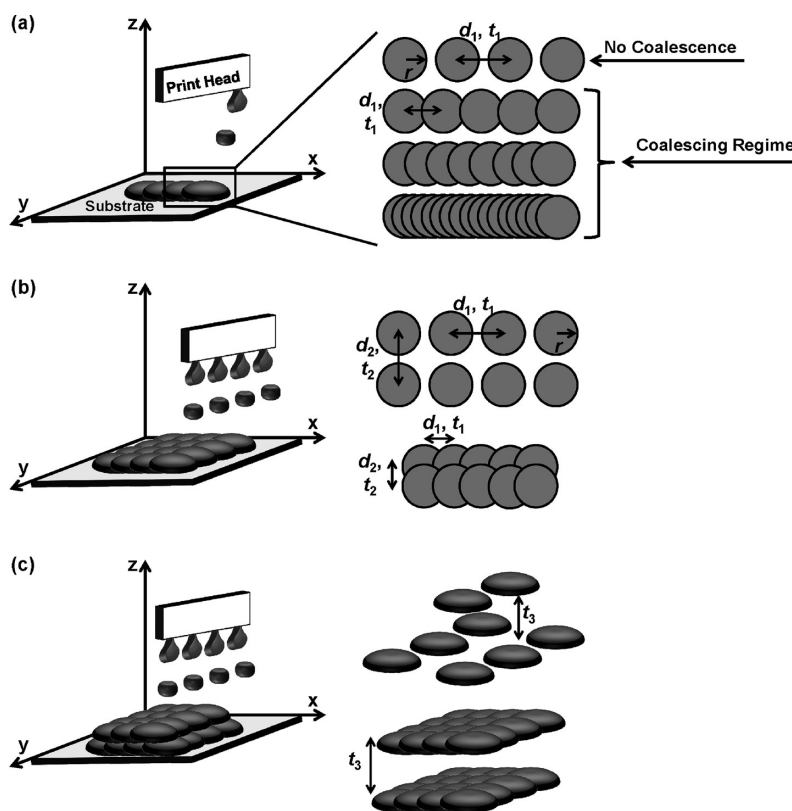 (a)
z
Print Head
x
y
Substrate
d1, t1
r
No Coalescence
d1,
t1
Coalescing Regime
(b)
z
x
y
d1, t1
d2,
t2
r
d1, t1
d2,
t2
(c)
z
x
y
t3
t3